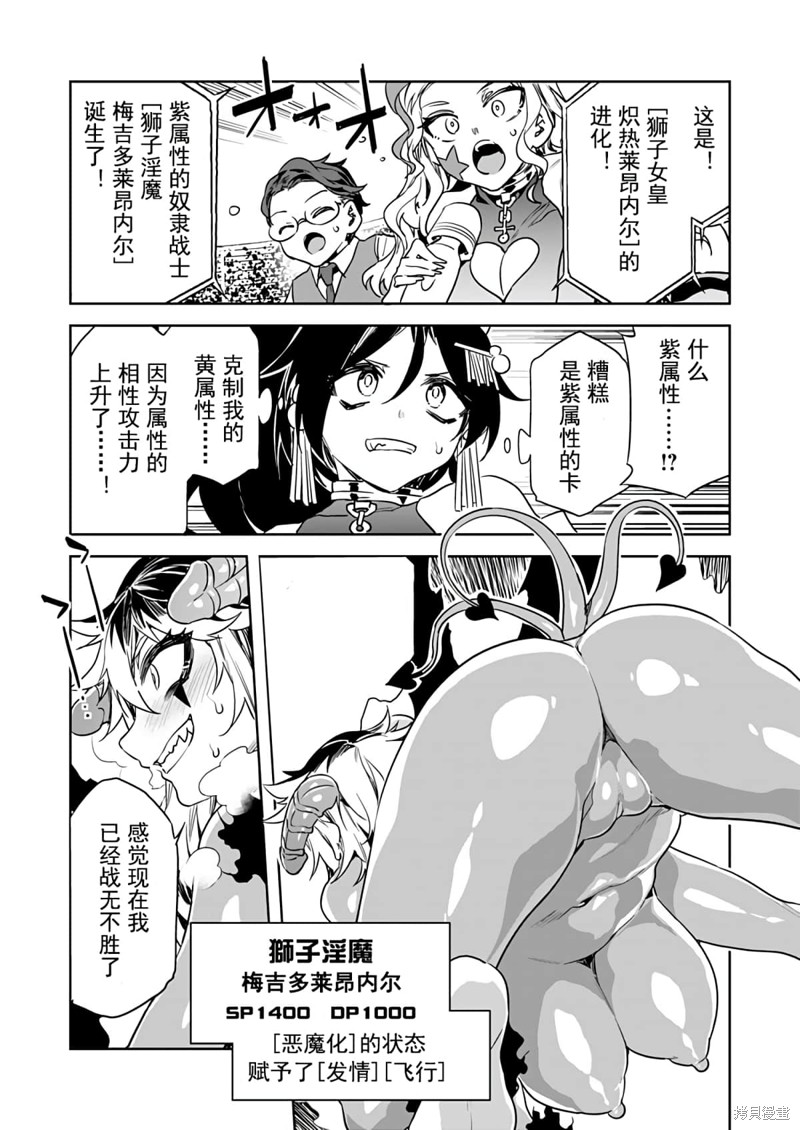 这是！
[狮子女皇
炽热莱昂内尔]的
进化！
紫属性的奴隶战士
[狮子淫魔
梅吉多莱昂内尔]
诞生了！
什么
紫属性……!?
糟糕
是紫属性的卡
克制我的
黄属性……
因为属性的
相性攻击力
上升了……！
感觉现在我
已经战无不胜了
獅子淫魔
梅吉多莱昂内尔
SP1400 DP1000
[恶魔化]的状态
赋予了[发情][飞行]
拷貝漫畫